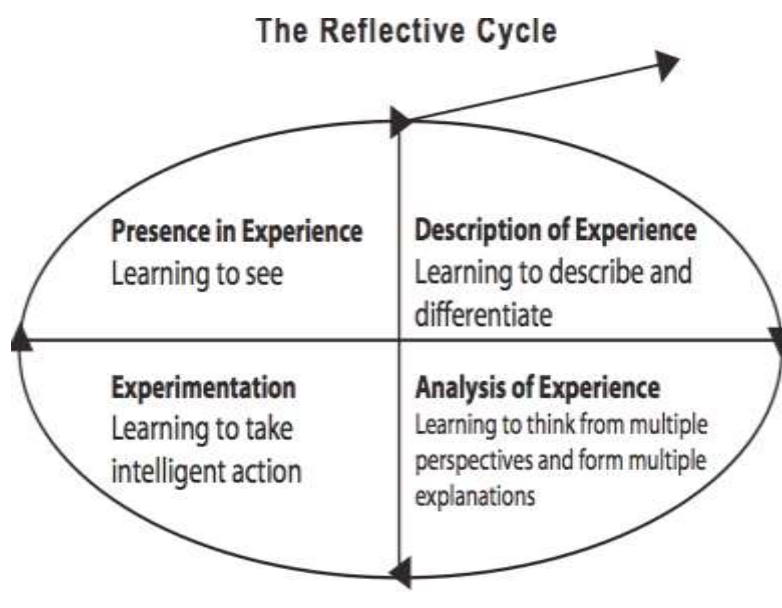 The Reflective Cycle
Presence in Experience
Learning to see
Description of Experience
Learning to describe and
differentiate
Experimentation
Learning to take
intelligent action
Analysis of Experience
Learning to think from multiple
perspectives and form multiple
explanations